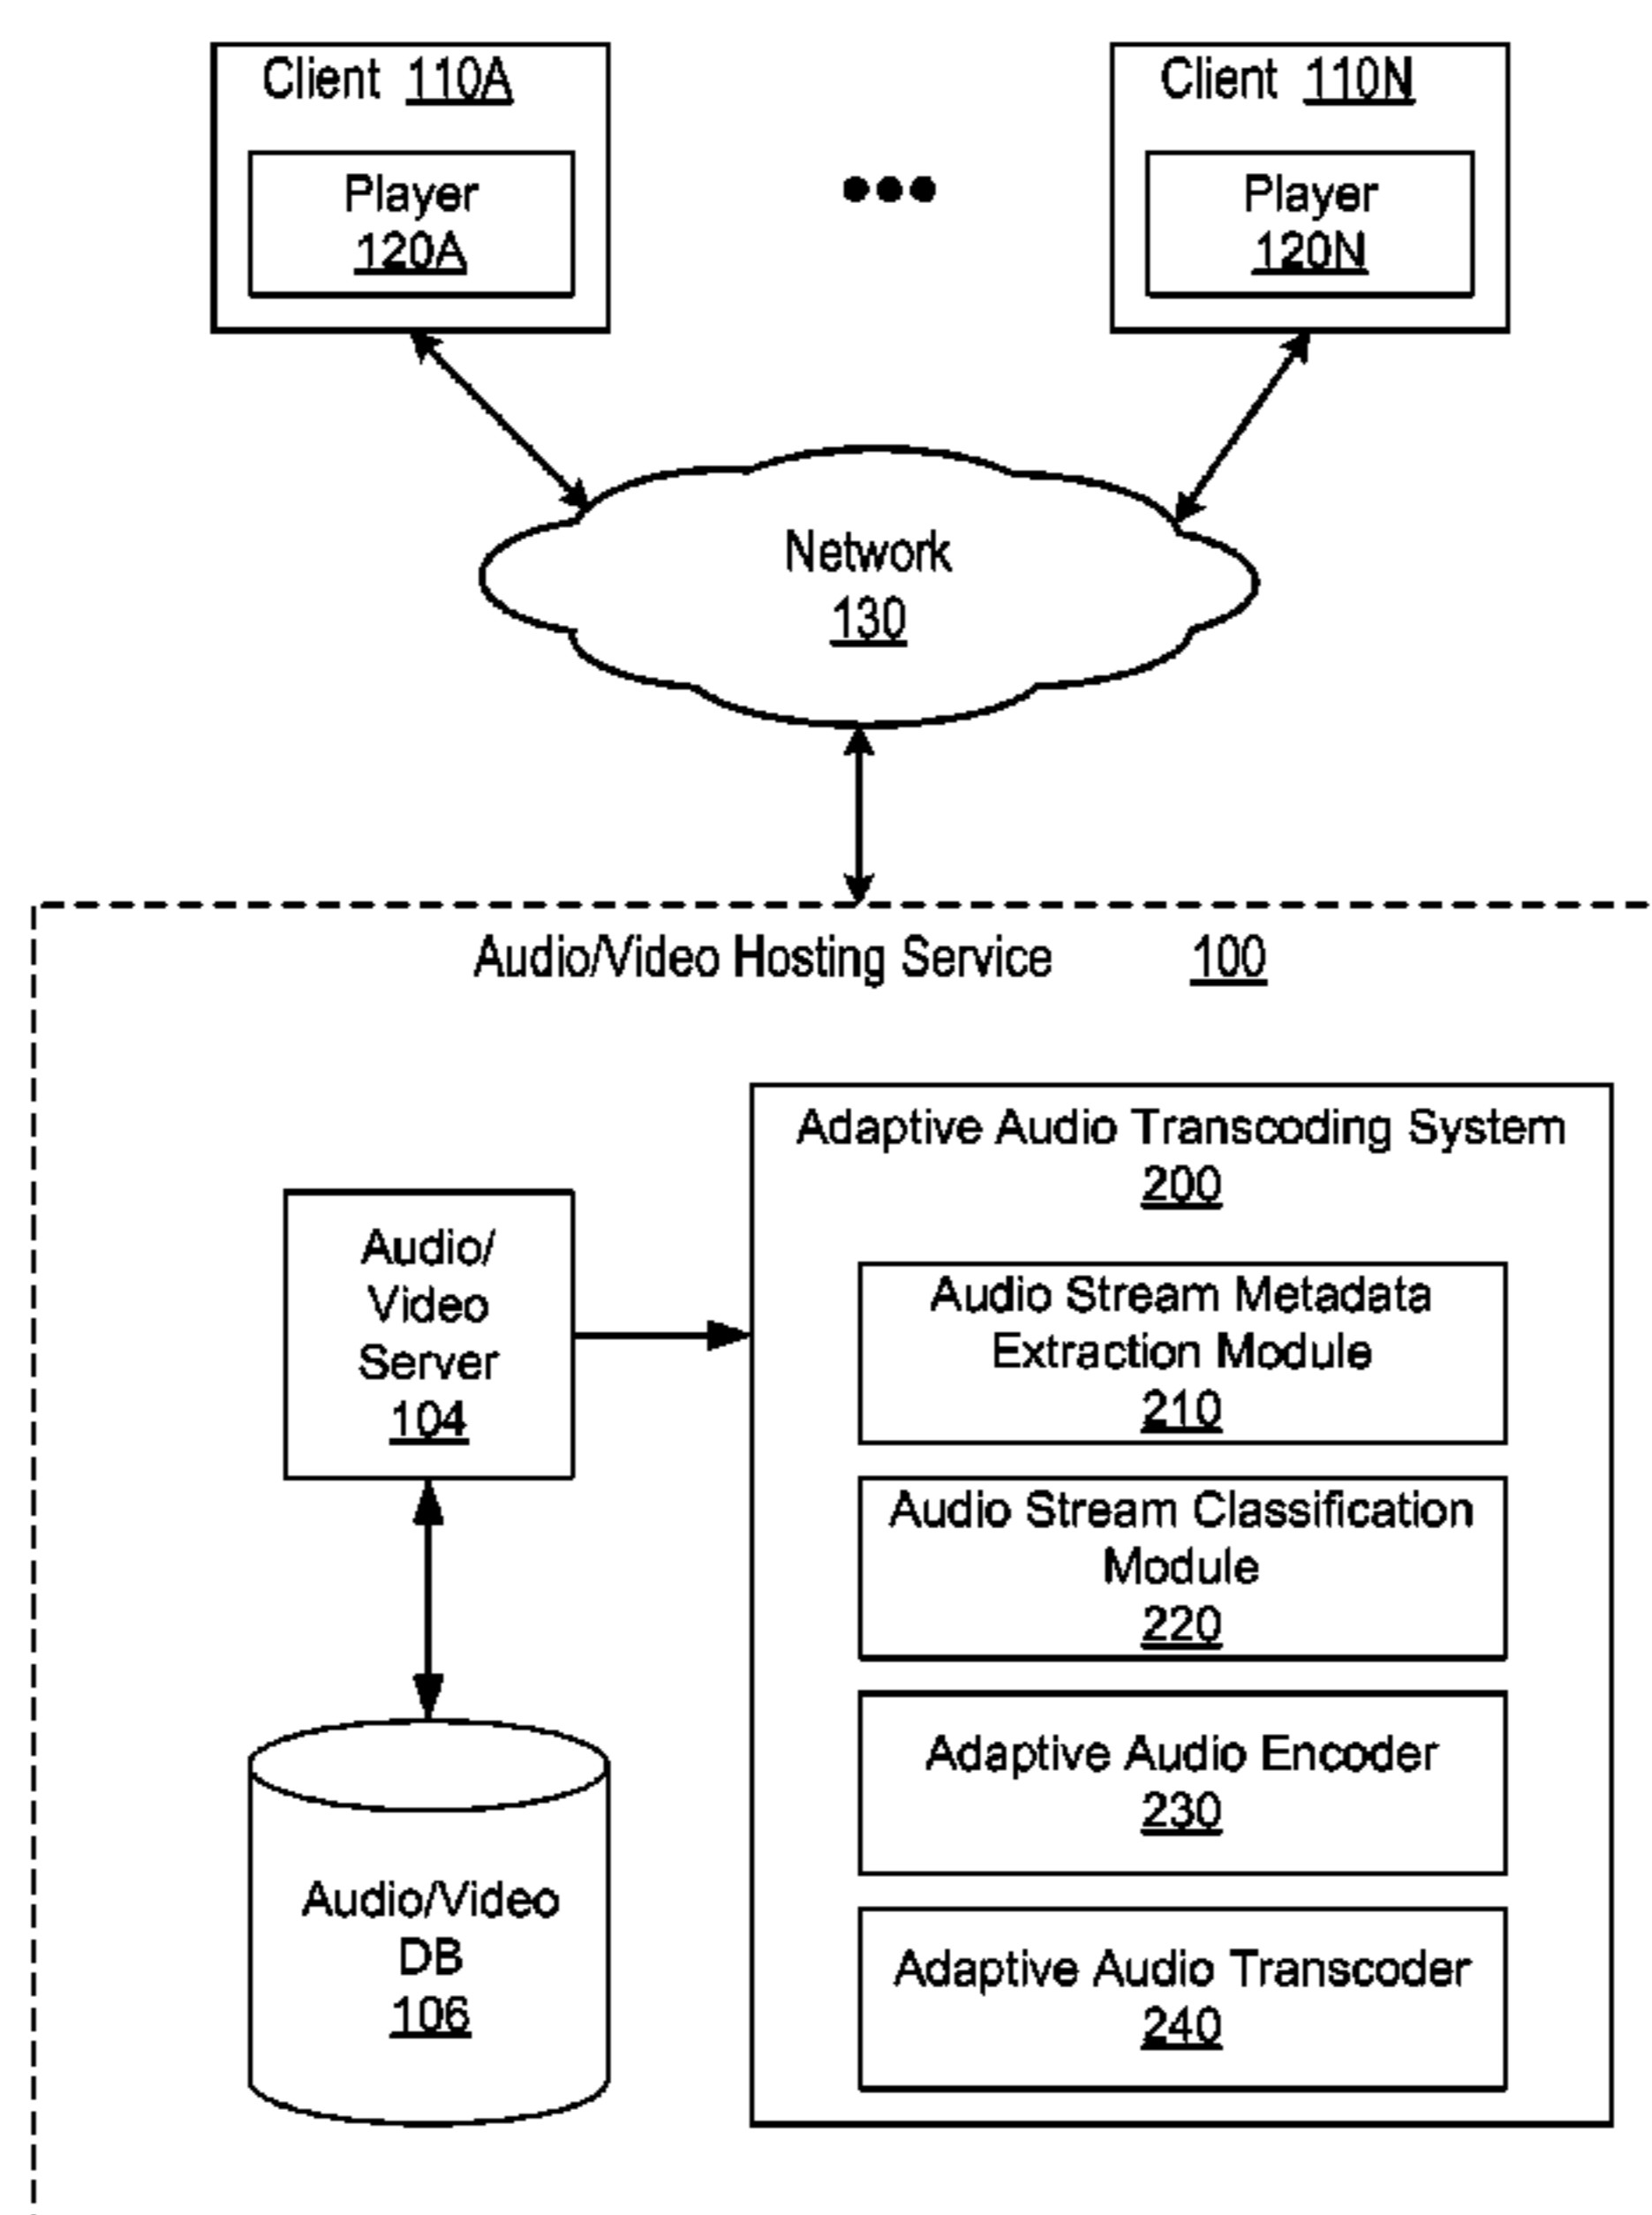 Client 110A
Player
120A
Client 110N
Player
120N
Network
130
Audio/Video Hosting Service 100
Adaptive Audio Transcoding System
200
Audio/
Video
Server
104
Audio Stream Metadata
Extraction Module
210
Audio Stream Classification
Module
220
Adaptive Audio Encoder
230
Audio/Video
DB
106
Adaptive Audio Transcoder
240